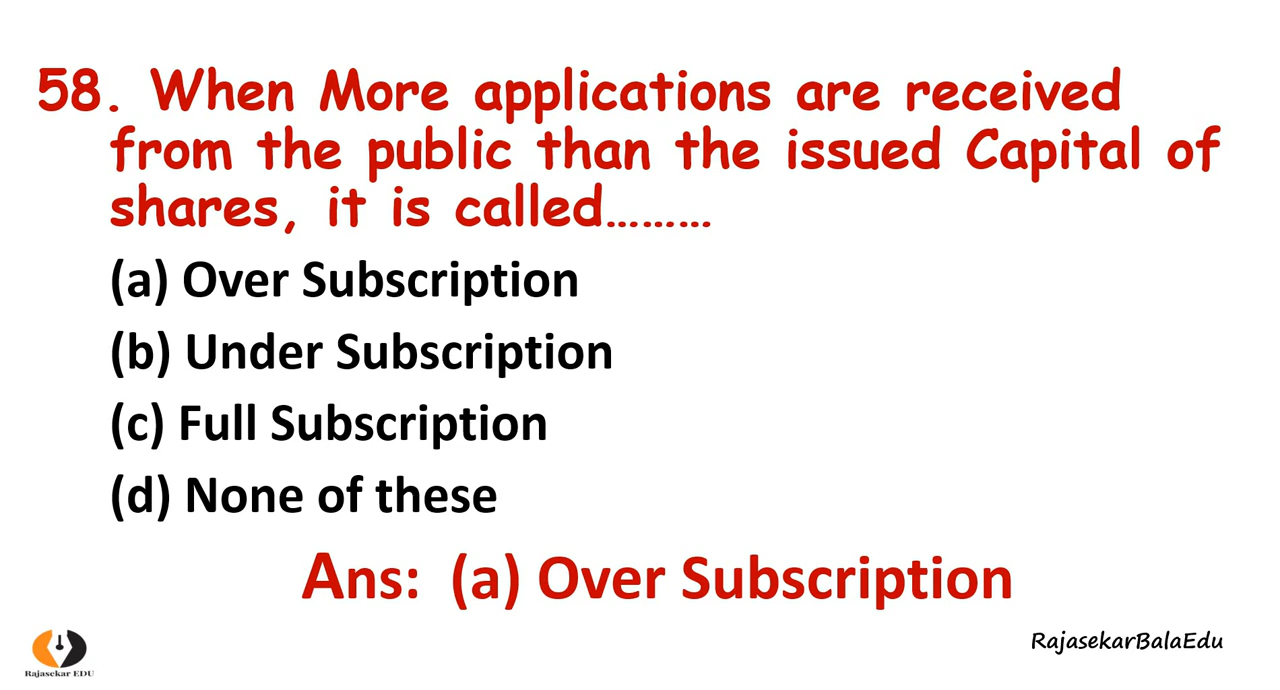 58. When More applications are received
from the public than the issued Capital of
shares, it is called.........
(a) Over Subscription
(b) Under Subscription
(c) Full Subscription
(d) None of these
Ans: (a) Over Subscription
RajasekarBalaEdu
Rajasekar EDU